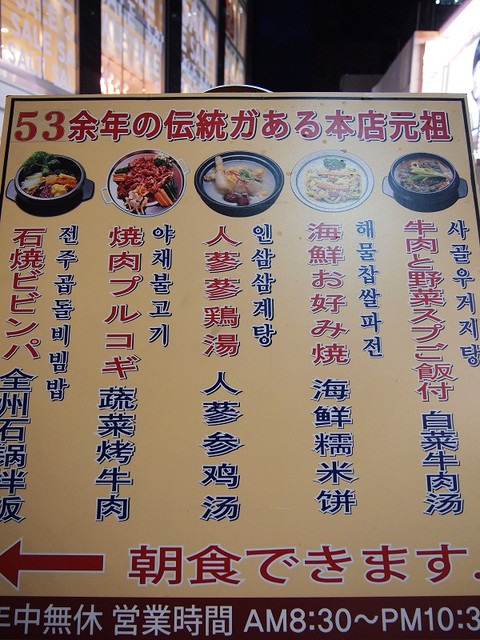 53余年の伝統がある本店元祖
전주곱돌비빔밥
石焼ビビンパ
全州石锅拌饭
야채불고기
焼肉プルコギ
蔬菜烤牛肉
인삼삼계탕
人蔘蔘鶏湯
人蔘参鸡汤
해물찹쌀파전
海鮮お好み焼
海鲜糯米饼
사골우거지탕
牛肉と野菜スプご飯付
白菜牛肉汤
朝食できます.
年中無休 営業時間 AM8:30～PM10:3